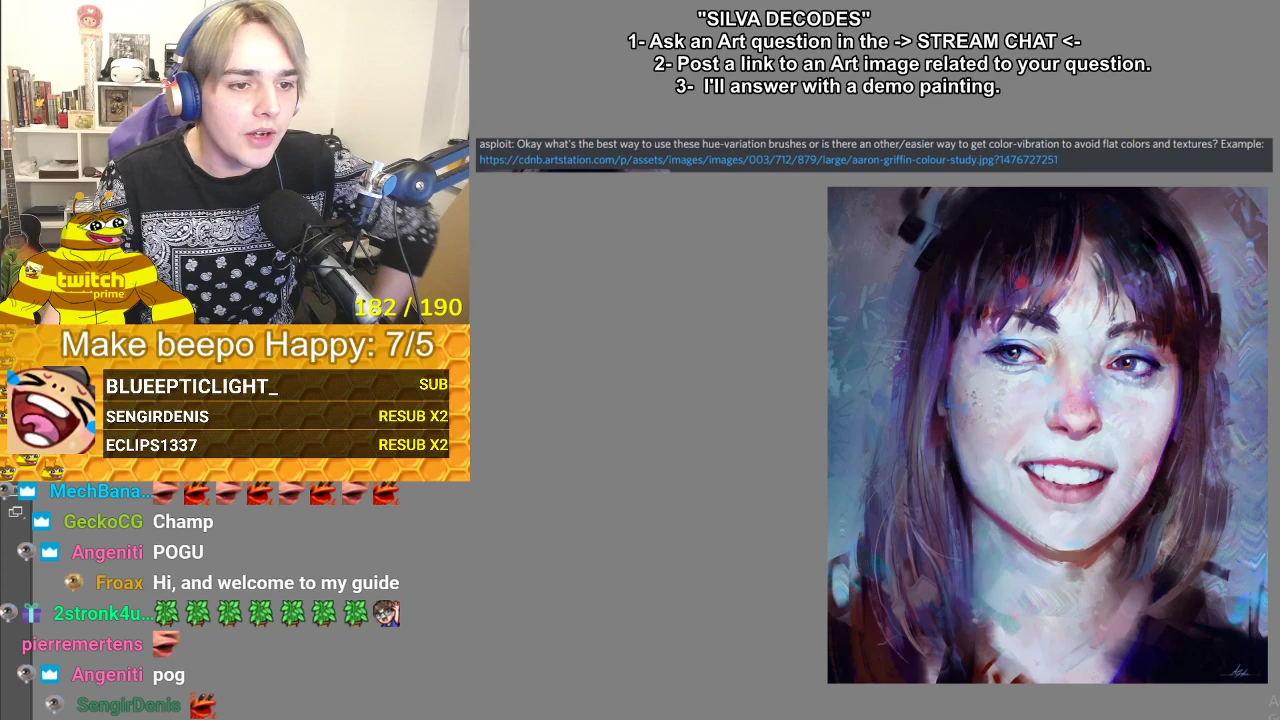 "SILVA DECODES"
1- Ask an Art question in the -> STREAM CHAT <-
2- Post a link to an Art image related to your question.
3- I'll answer with a demo painting.
asploit: Okay what's the best way to use these hue-variation brushes or is there an other/easier way to get color-vibration to avoid flat colors and textures? Example:
https://cdnb.artstation.com/p/assets/images/images/003/712/879/large/aaron-griffin-colour-study.jpg?1476727251
twitch
prime
182 / 190
Make beepo Happy: 7/5
BLUEEPTICLIGHT_ SUB
SENGIRDENIS RESUB X2
ECLIPS1337 RESUB X2
MechBana...
GeckoCG Champ
Angeniti POGU
Froax Hi, and welcome to my guide
2stronk4u...
pierremertens
Angeniti pog
SengirDenis